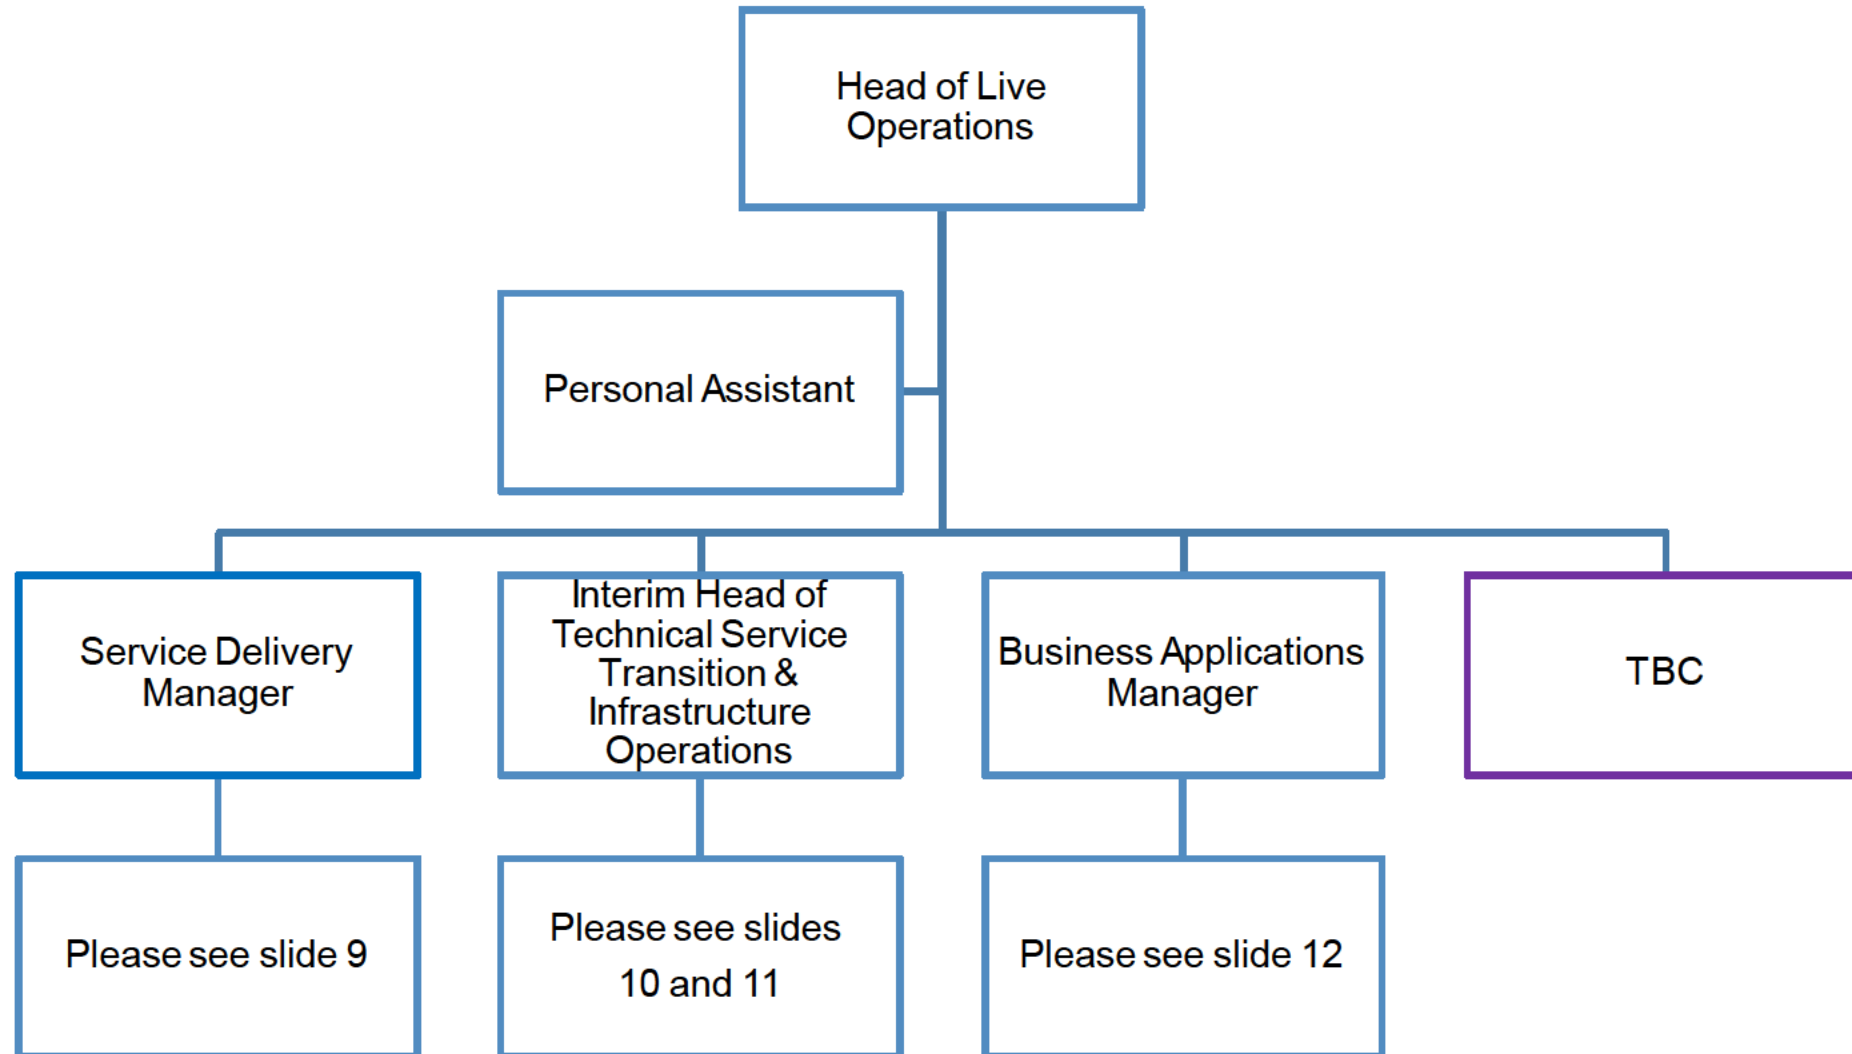 Head of Live
Operations
Personal Assistant
Service Delivery
Manager
Interim Head of
Technical Service
Transition &
Infrastructure
Operations
Business Applications
Manager
TBC
Please see slide 9
Please see slides
10 and 11
Please see slide 12